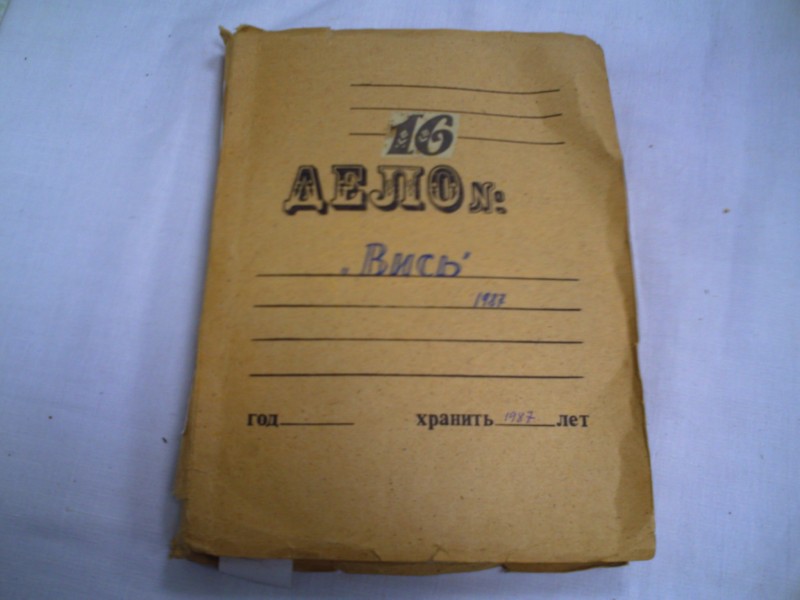 16
ДЕЛО №:
„Вись"
1987
год хранить 1987 лет